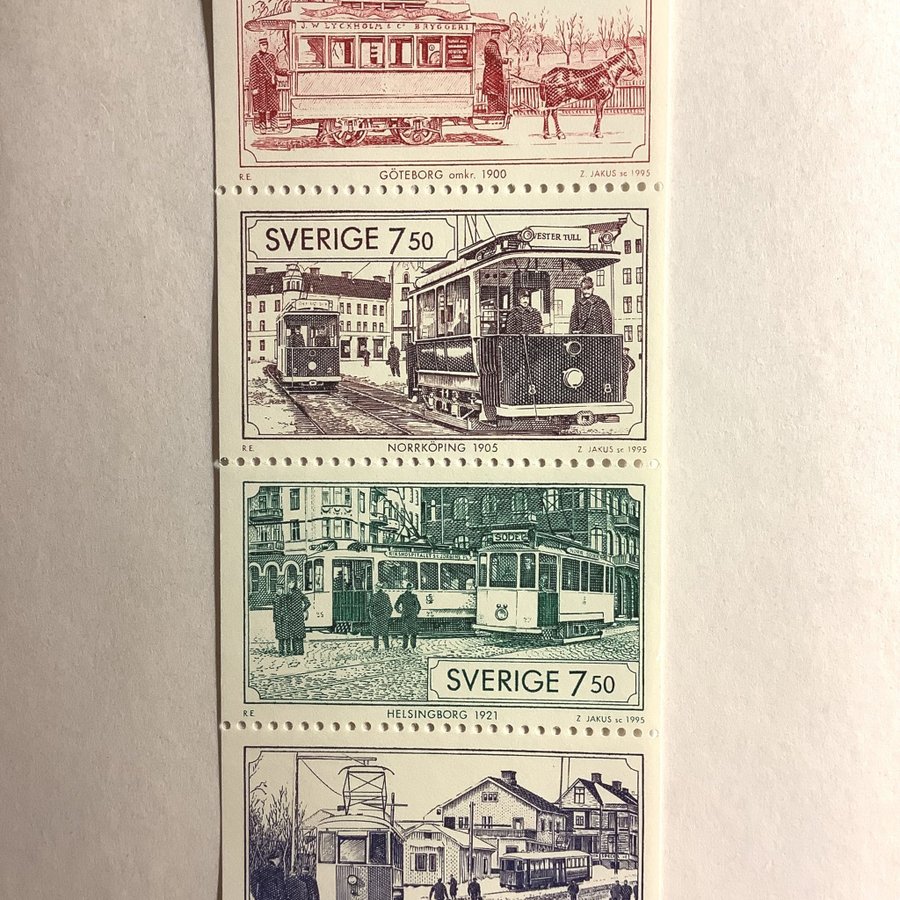 J. W. LYCKHOLM & Cº BRYGGERI
R.E. GÖTEBORG omkr. 1900 Z. JAKUS sc 1995
SVERIGE 7 50
VESTER TULL
R.E. NORRKÖPING 1905 Z. JAKUS sc 1995
SÖDER
SVERIGE 7 50
R.E. HELSINGBORG 1921 Z. JAKUS sc 1995